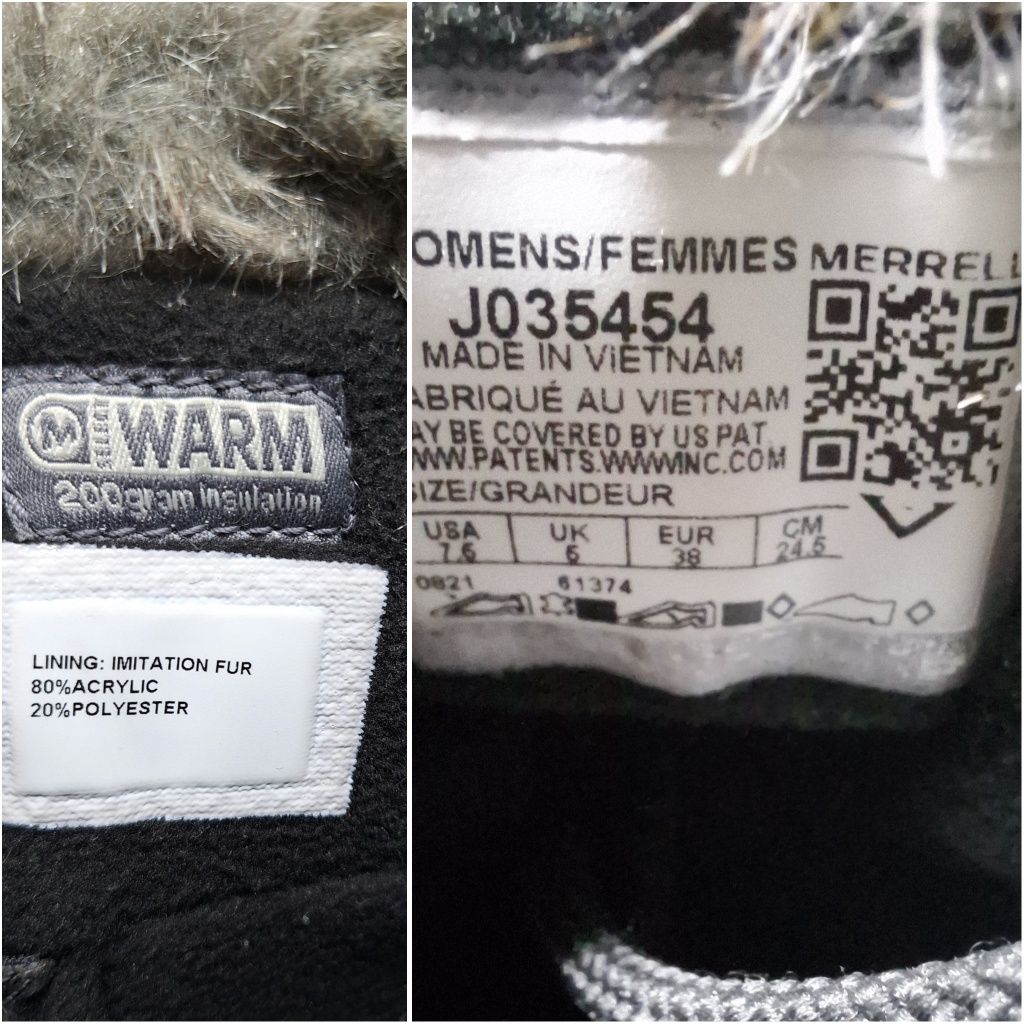 M SELECT WARM
200gram insulation
LINING: IMITATION FUR
80%ACRYLIC
20%POLYESTER
OMENS/FEMMES MERRELL
J035454
MADE IN VIETNAM
ABRIQUÉ AU VIETNAM
AY BE COVERED BY US PAT.
WW.PATENTS.WWWINC.COM
SIZE/GRANDEUR
USA UK EUR CM
7.5 5 38 24.5
0821 61374